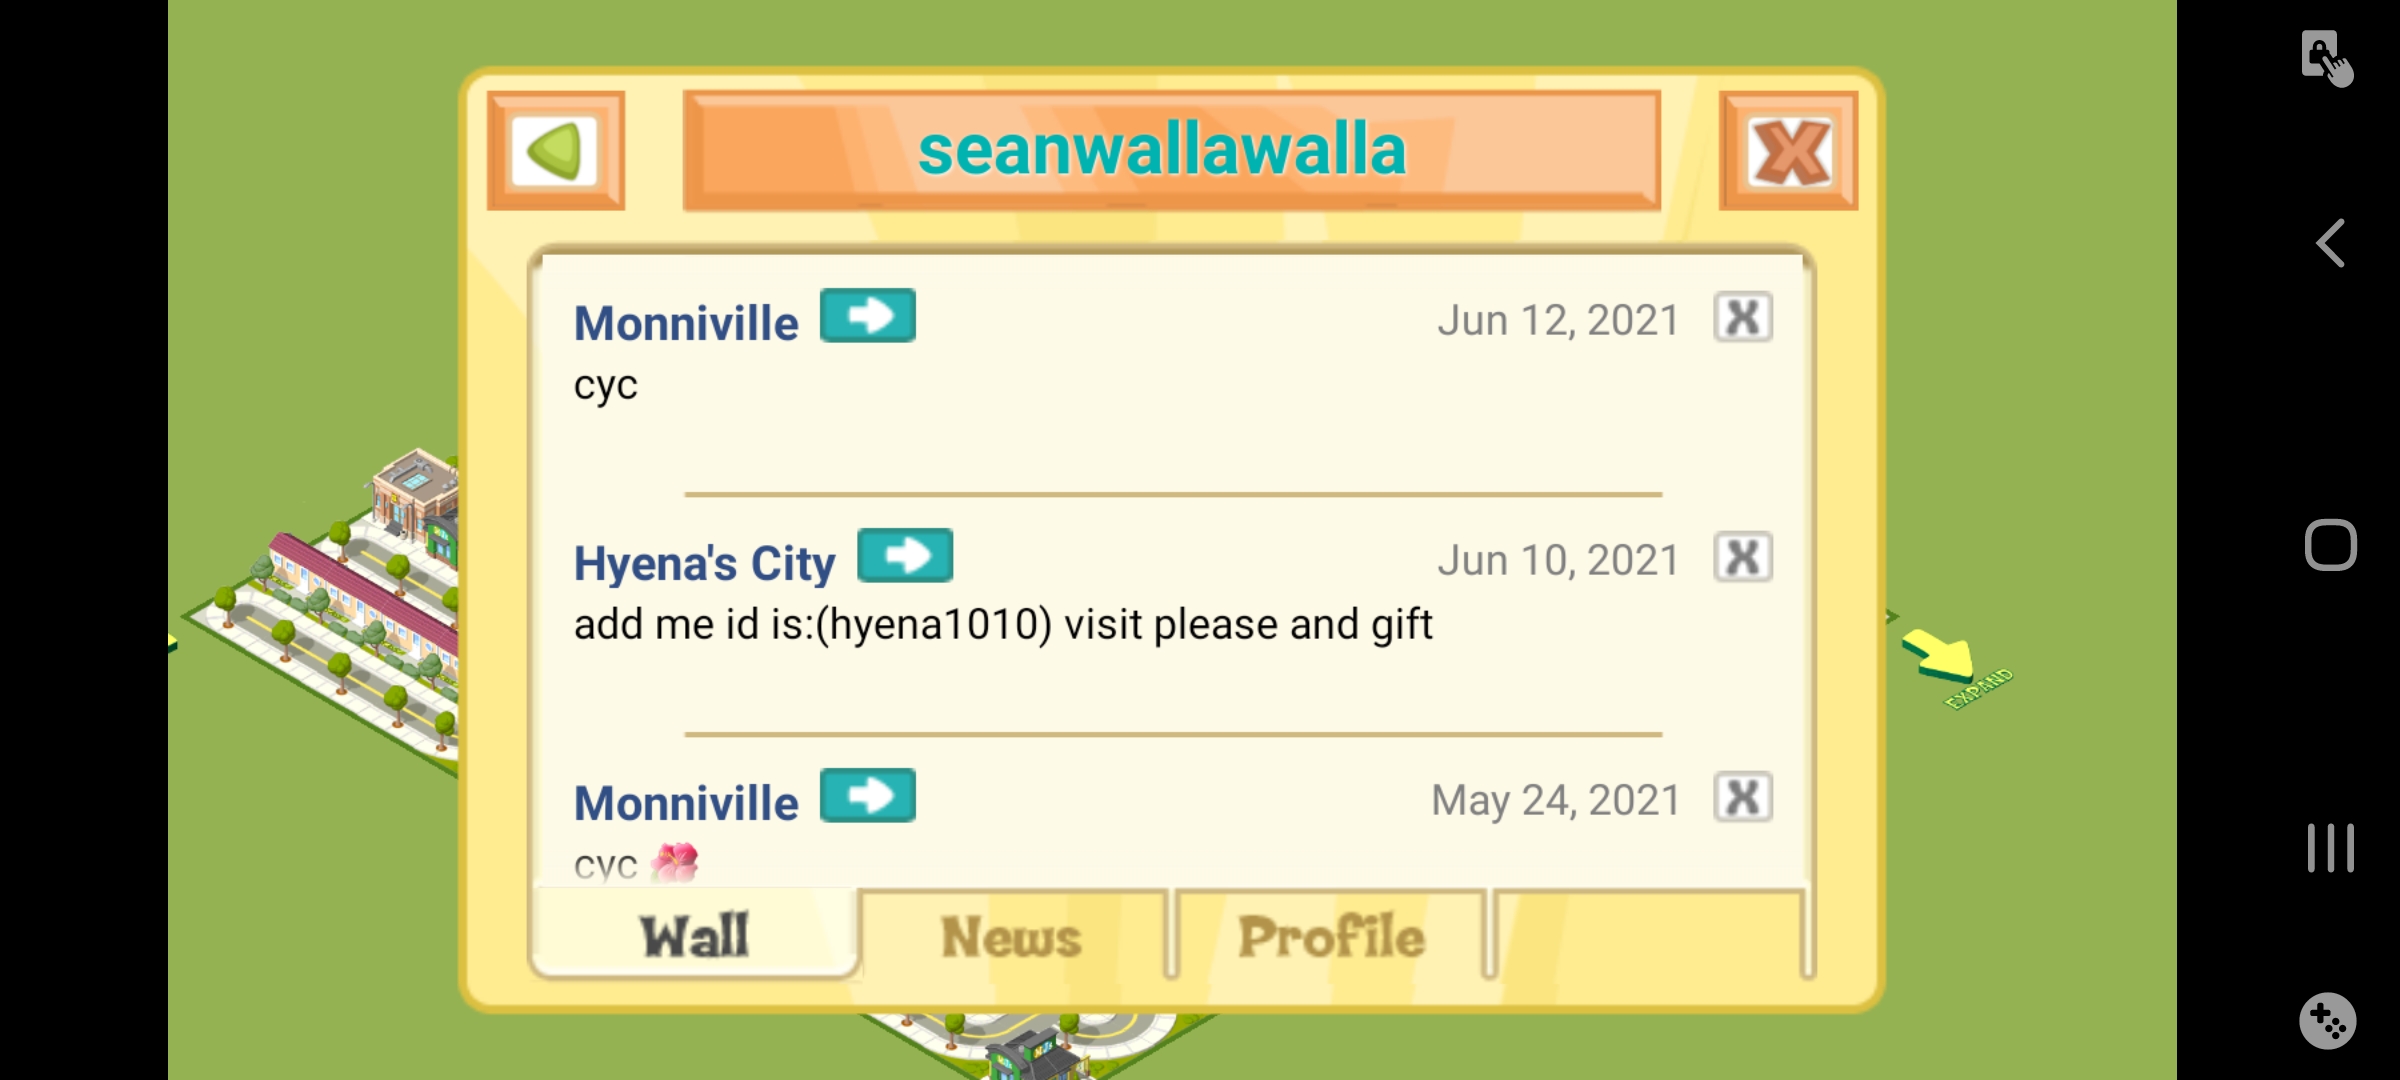 seanwallawalla
Monniville
Jun 12, 2021
cyc
Hyena's City
Jun 10, 2021
add me id is:(hyena1010) visit please and gift
Monniville
May 24, 2021
cyc 🌺
Wall
News
Profile
EXPAND